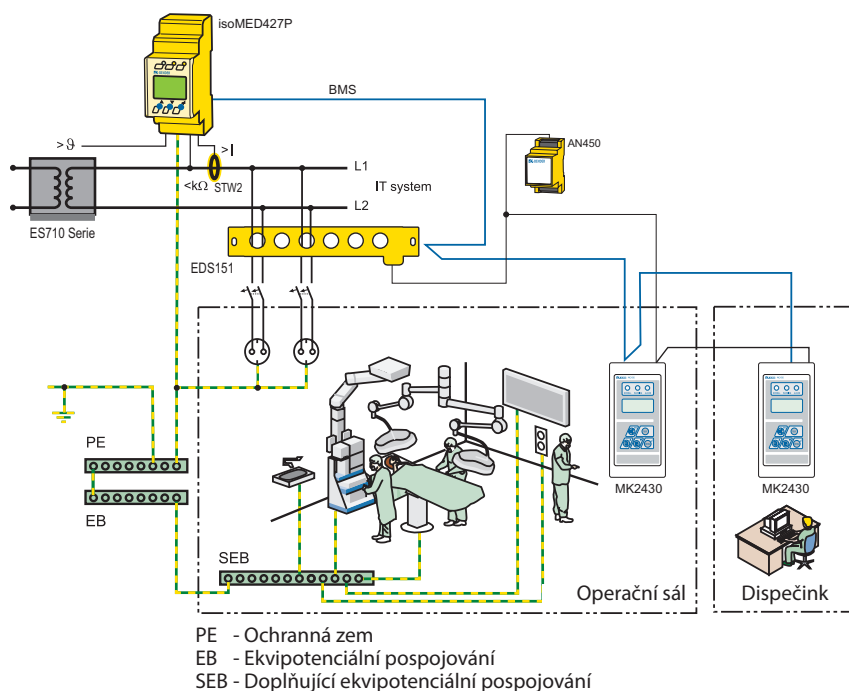 isoMED427P
BMS
>ϑ
>I
AN450
L1
<kΩ
STW2
IT system
L2
ES710 Serie
EDS151
PE
EB
MK2430
MK2430
SEB
Operační sál
Dispečink
PE - Ochranná zem
EB - Ekvipotenciální pospojování
SEB - Doplňující ekvipotenciální pospojování